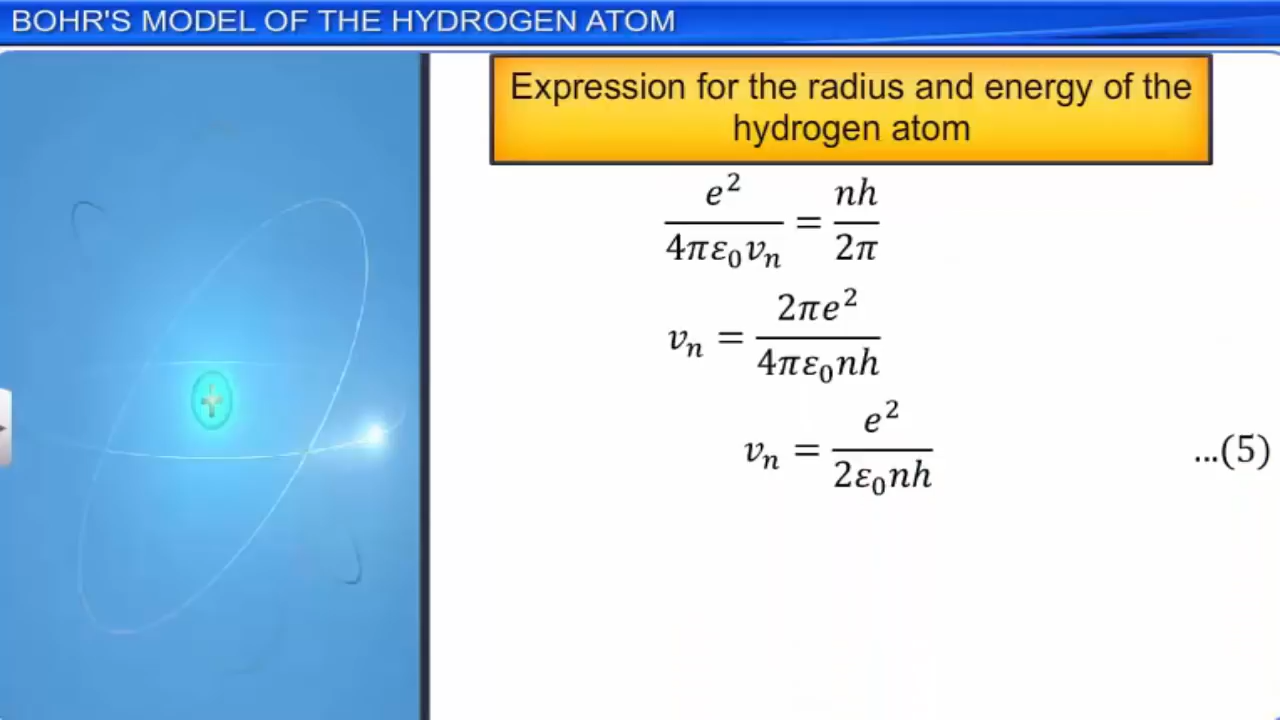 BOHR'S MODEL OF THE HYDROGEN ATOM
Expression for the radius and energy of the
hydrogen atom
e²/4πε₀vₙ = nh/2π
vₙ = 2πe²/4πε₀nh
vₙ = e²/2ε₀nh ...(5)
+